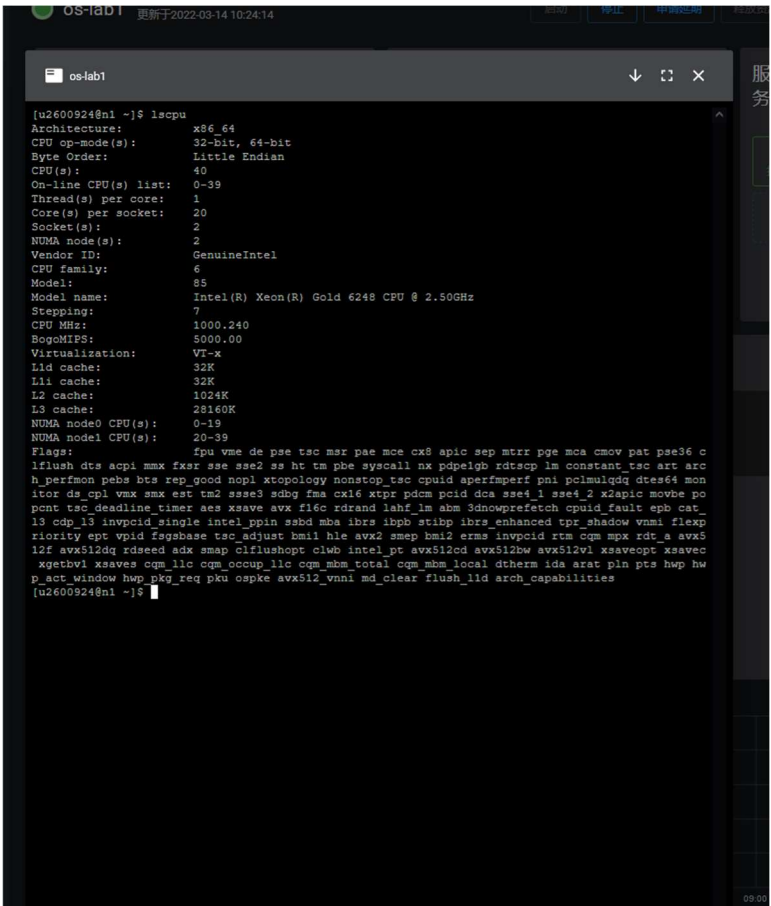 os-lab1 更新于2022-03-14 10:24:14 启动 停止 申请延期
os-lab1
服
务
[u2600924@n1 ~]$ lscpu
Architecture: x86_64
CPU op-mode(s): 32-bit, 64-bit
Byte Order: Little Endian
CPU(s): 40
On-line CPU(s) list: 0-39
Thread(s) per core: 1
Core(s) per socket: 20
Socket(s): 2
NUMA node(s): 2
Vendor ID: GenuineIntel
CPU family: 6
Model: 85
Model name: Intel(R) Xeon(R) Gold 6248 CPU @ 2.50GHz
Stepping: 7
CPU MHz: 1000.240
BogoMIPS: 5000.00
Virtualization: VT-x
L1d cache: 32K
L1i cache: 32K
L2 cache: 1024K
L3 cache: 28160K
NUMA node0 CPU(s): 0-19
NUMA node1 CPU(s): 20-39
Flags: fpu vme de pse tsc msr pae mce cx8 apic sep mtrr pge mca cmov pat pse36 c
lflush dts acpi mmx fxsr sse sse2 ss ht tm pbe syscall nx pdpe1gb rdtscp lm constant_tsc art arc
h_perfmon pebs bts rep_good nopl xtopology nonstop_tsc cpuid aperfmperf pni pclmulqdq dtes64 mon
itor ds_cpl vmx smx est tm2 ssse3 sdbg fma cx16 xtpr pdcm pcid dca sse4_1 sse4_2 x2apic movbe po
pcnt tsc_deadline_timer aes xsave avx f16c rdrand lahf_lm abm 3dnowprefetch cpuid_fault epb cat_
l3 cdp_l3 invpcid_single intel_ppin ssbd mba ibrs ibpb stibp ibrs_enhanced tpr_shadow vnmi flexp
riority ept vpid fsgsbase tsc_adjust bmi1 hle avx2 smep bmi2 erms invpcid rtm cqm mpx rdt_a avx5
12f avx512dq rdseed adx smap clflushopt clwb intel_pt avx512cd avx512bw avx512vl xsaveopt xsavec
xgetbv1 xsaves cqm_llc cqm_occup_llc cqm_mbm_total cqm_mbm_local dtherm ida arat pln pts hwp hw
p_act_window hwp_pkg_req pku ospke avx512_vnni md_clear flush_l1d arch_capabilities
[u2600924@n1 ~]$
09:00